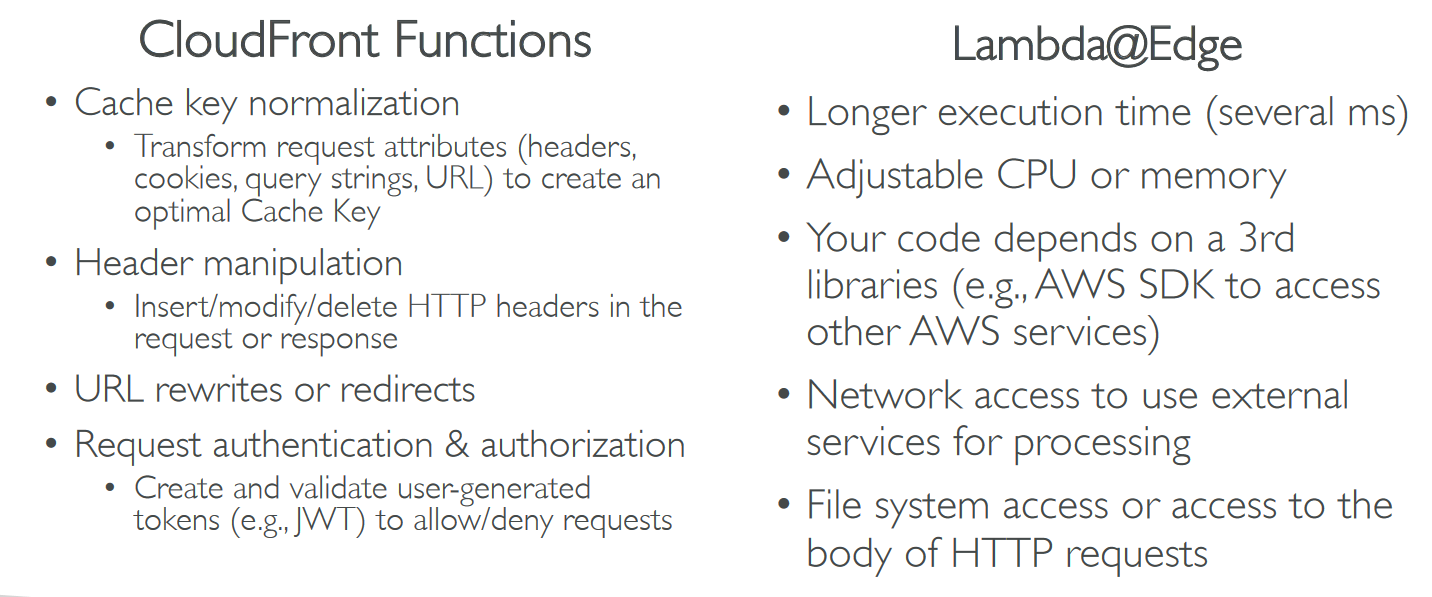 CloudFront Functions
• Cache key normalization
• Transform request attributes (headers,
cookies, query strings, URL) to create an
optimal Cache Key
• Header manipulation
• Insert/modify/delete HTTP headers in the
request or response
• URL rewrites or redirects
• Request authentication & authorization
• Create and validate user-generated
tokens (e.g., JWT) to allow/deny requests
Lambda@Edge
• Longer execution time (several ms)
• Adjustable CPU or memory
• Your code depends on a 3rd
libraries (e.g., AWS SDK to access
other AWS services)
• Network access to use external
services for processing
• File system access or access to the
body of HTTP requests